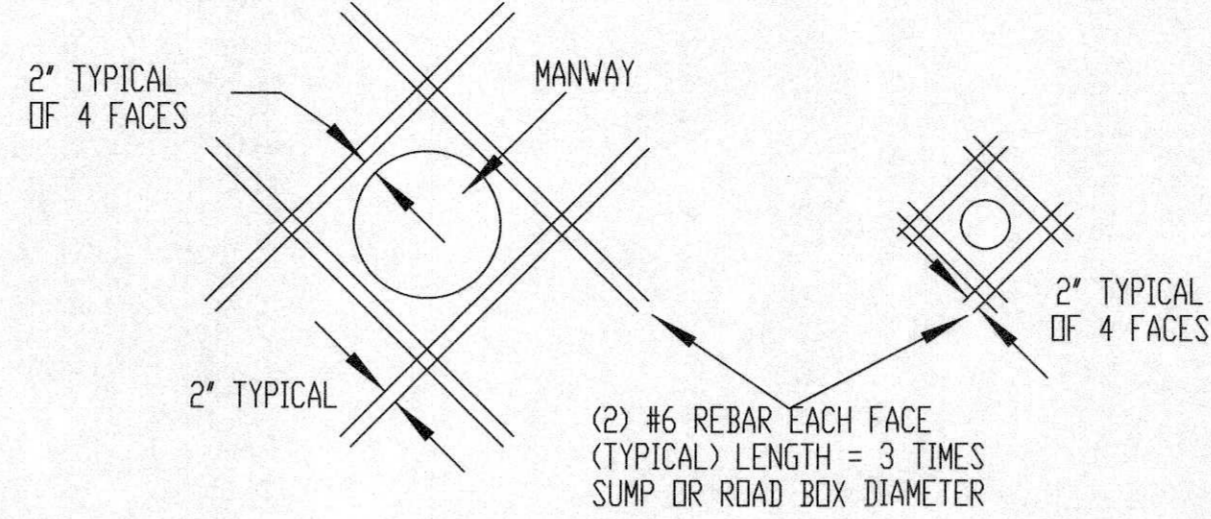 2" TYPICAL
OF 4 FACES
MANWAY
2" TYPICAL
OF 4 FACES
2" TYPICAL
(2) #6 REBAR EACH FACE
(TYPICAL) LENGTH = 3 TIMES
SUMP OR ROAD BOX DIAMETER